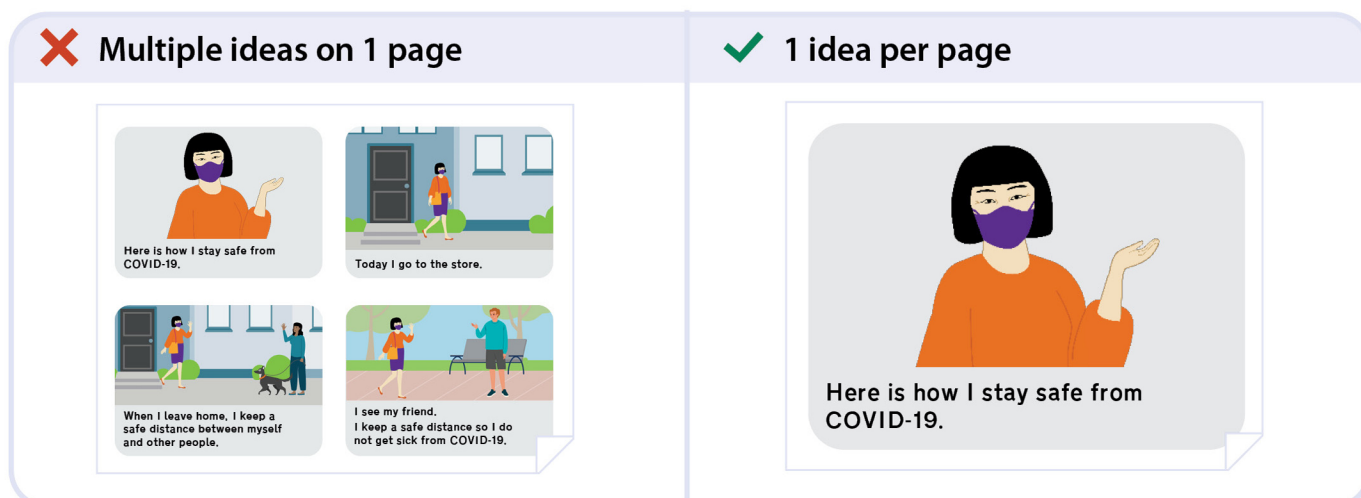 Multiple ideas on 1 page
Here is how I stay safe from
COVID-19.
Today I go to the store.
When I leave home, I keep a
safe distance between myself
and other people.
I see my friend.
I keep a safe distance so I do
not get sick from COVID-19.
1 idea per page
Here is how I stay safe from
COVID-19.